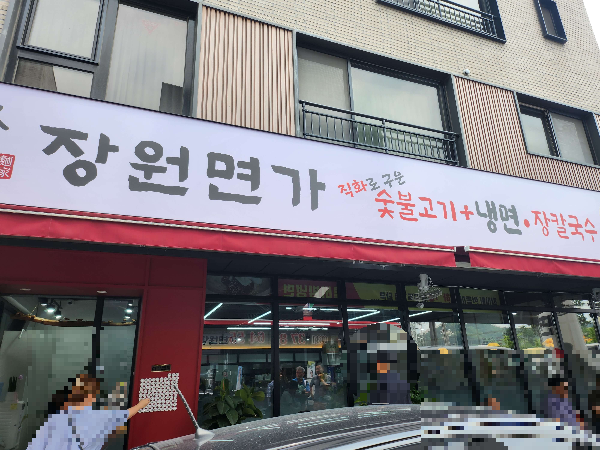 장원면가
직화로 구운
숯불고기+냉면•장칼국수